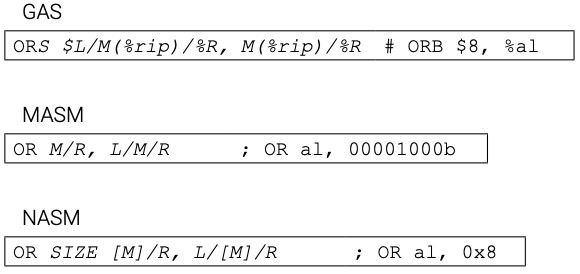 GAS
ORS $L/M(%rip)/%R, M(%rip)/%R # ORB $8, %al
MASM
OR M/R, L/M/R ; OR al, 00001000b
NASM
OR SIZE [M]/R, L/[M]/R ; OR al, 0x8